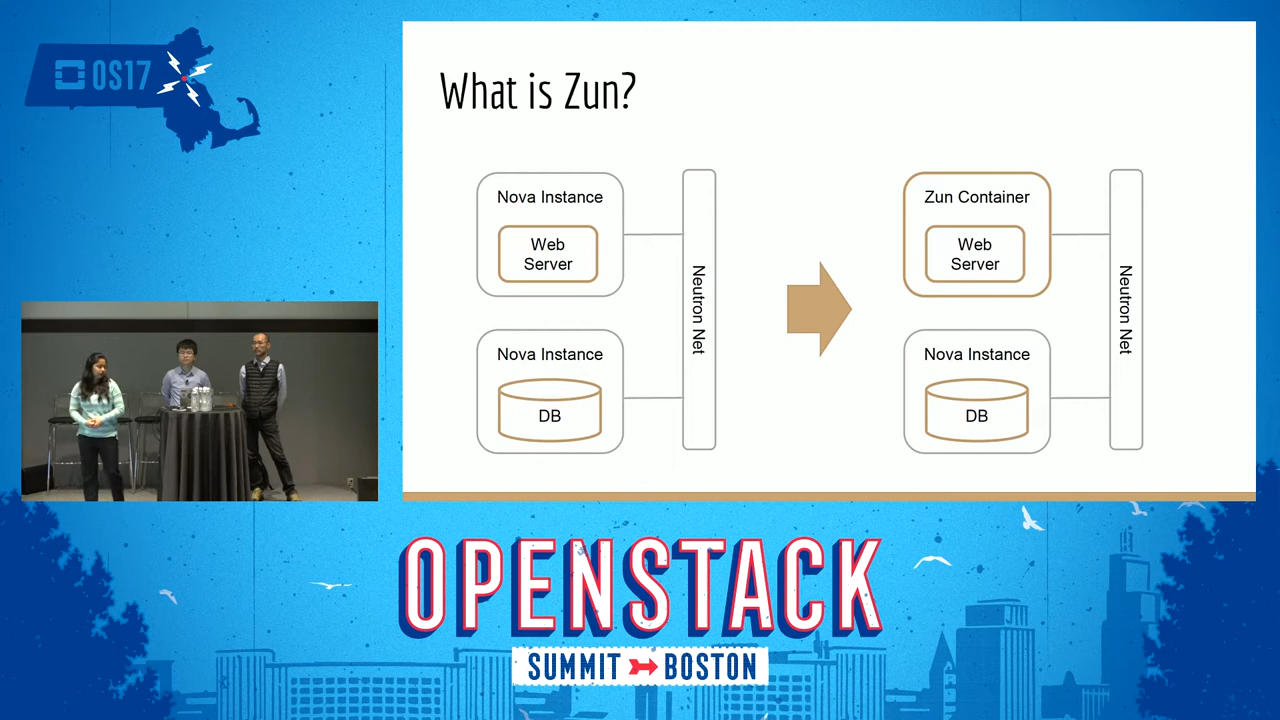 OS17
What is Zun?
Nova Instance
Web
Server
Nova Instance
DB
Neutron Net
Zun Container
Web
Server
Nova Instance
DB
Neutron Net
OPENSTACK
SUMMIT BOSTON